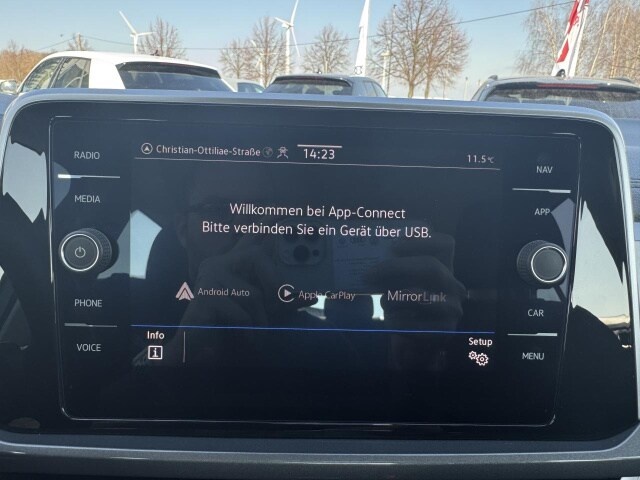 RADIO
MEDIA
PHONE
VOICE
Christian-Ottiliae-Straße
14:23
11.5°C
Willkommen bei App-Connect
Bitte verbinden Sie ein Gerät über USB.
Android Auto
Apple CarPlay
MirrorLink
Info
Setup
NAV
APP
CAR
MENU